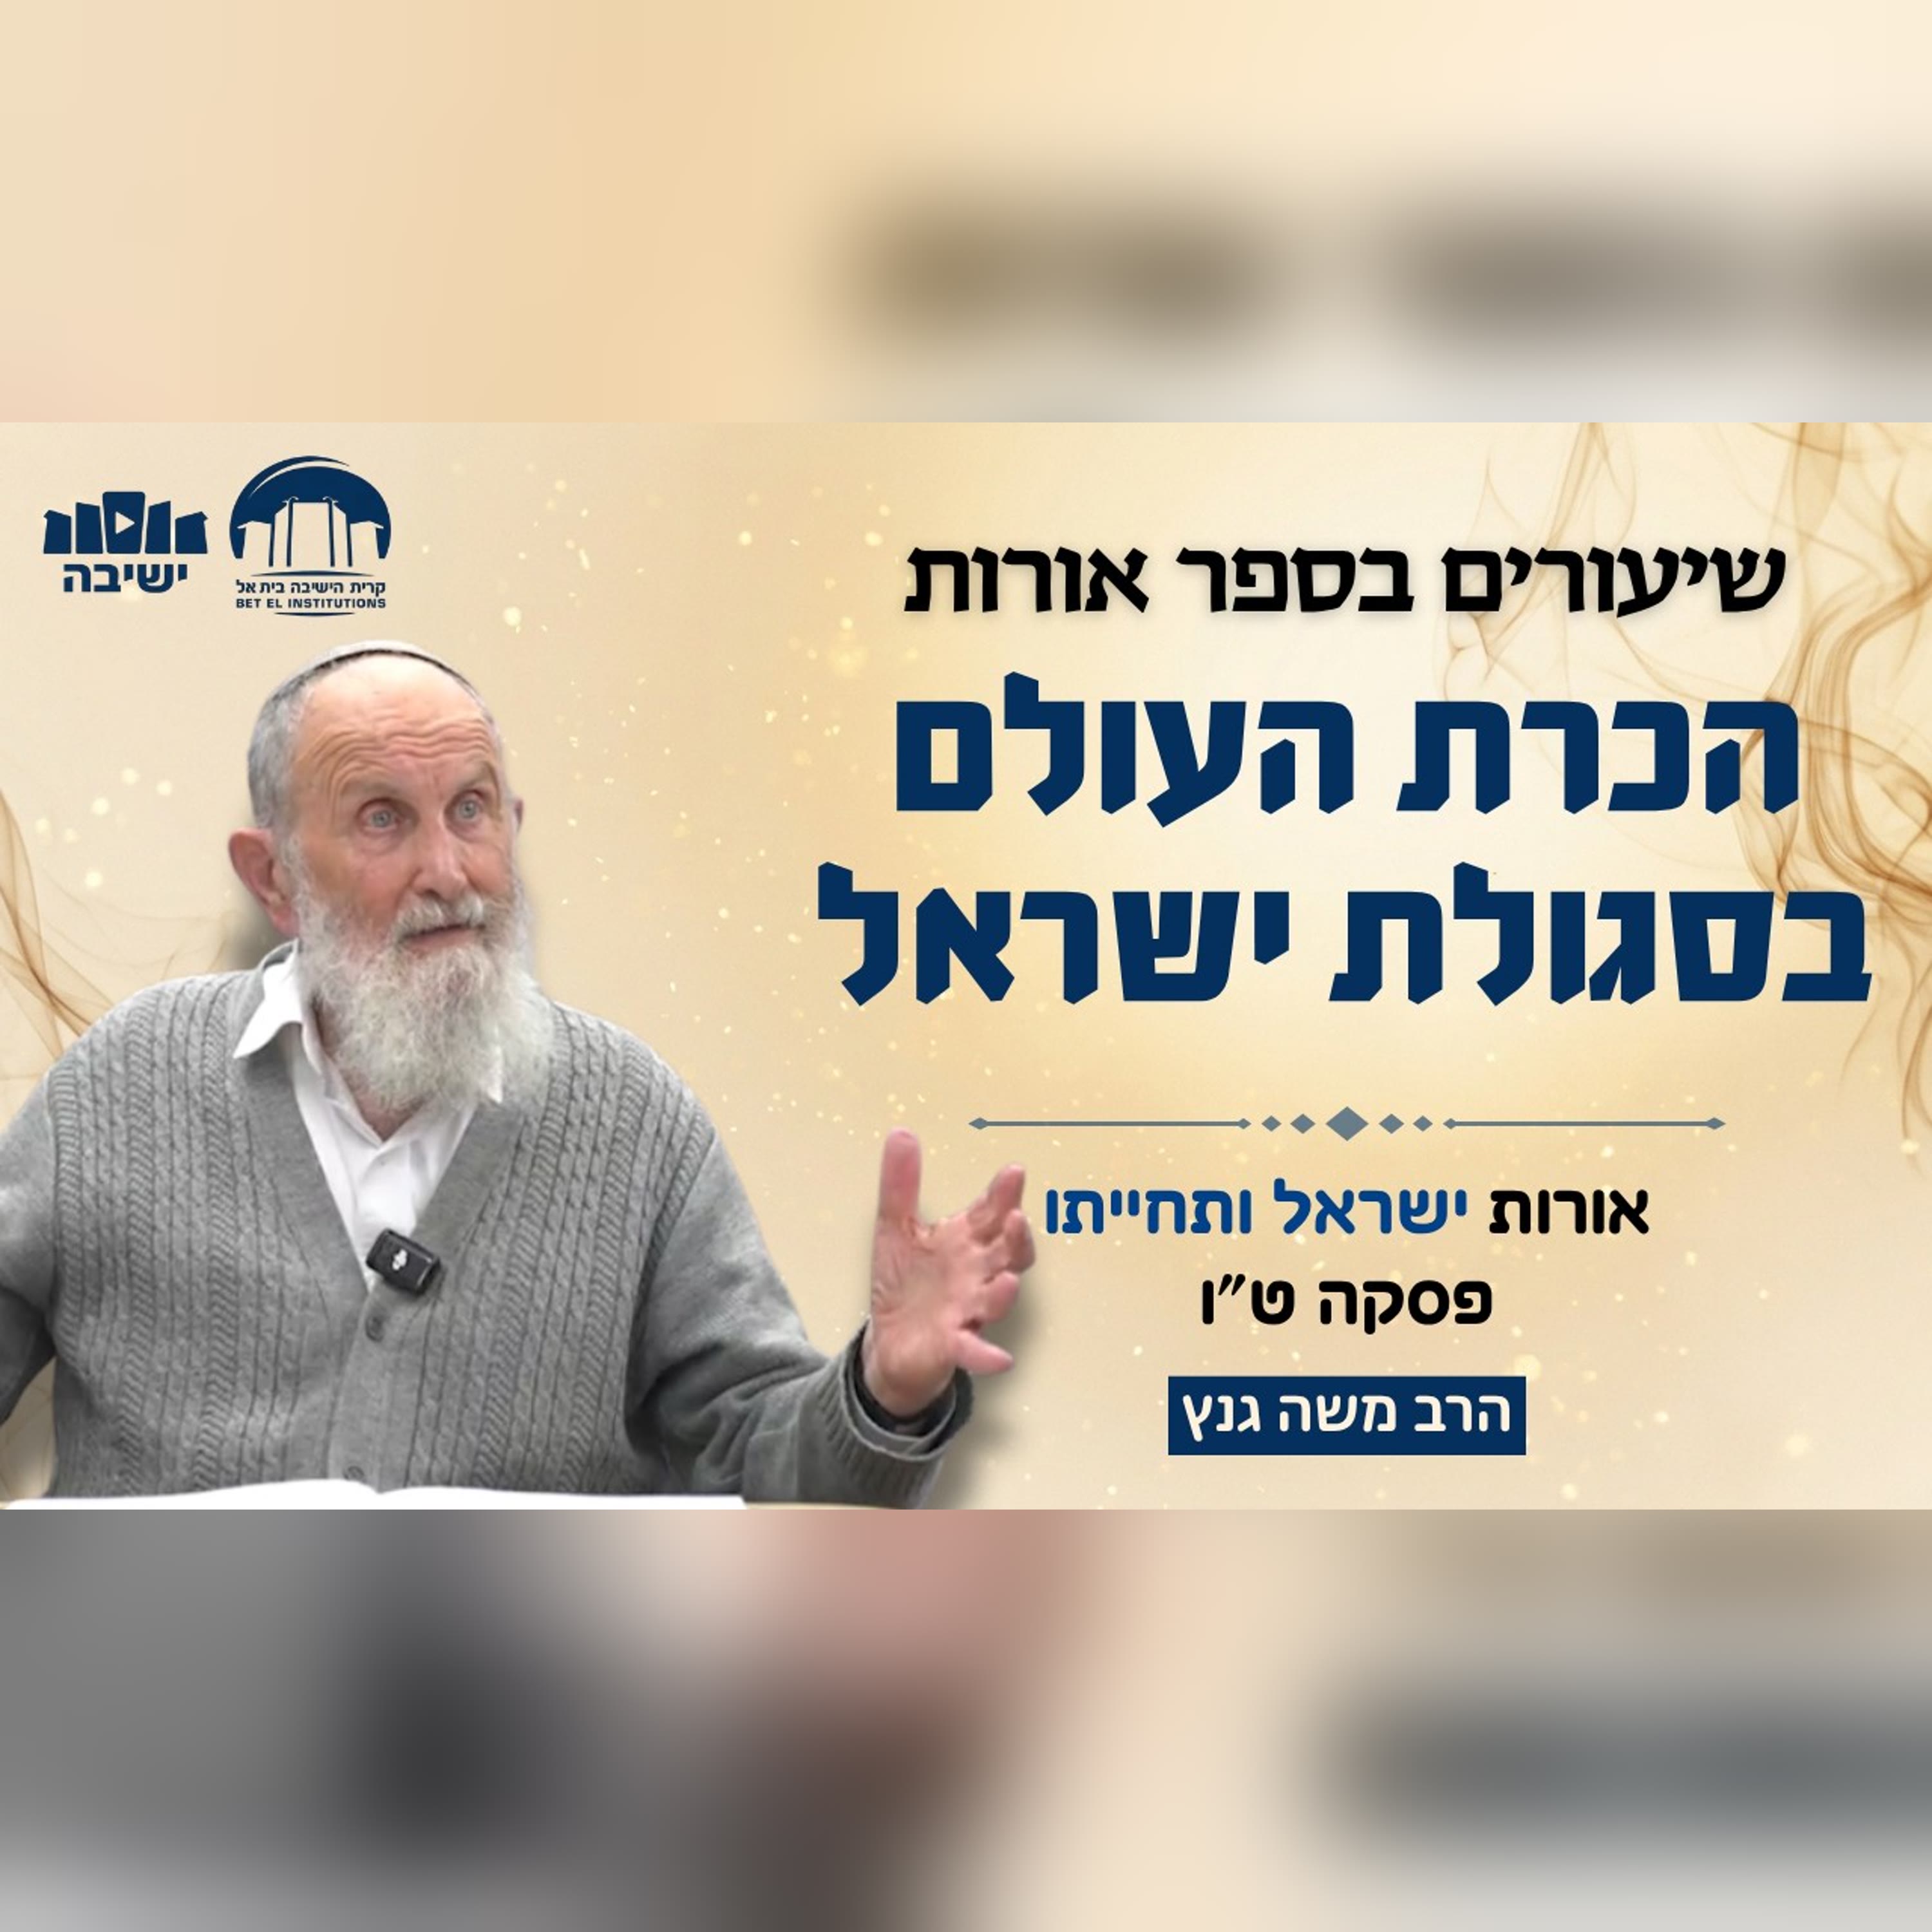 שיעורים בספר אורות
הכרת העולם
בסגולת ישראל
אורות ישראל ותחייתו
פסקה ט"ו
הרב משה גנץ
ישיבה
קרית הישיבה בית אל
BET EL INSTITUTIONS